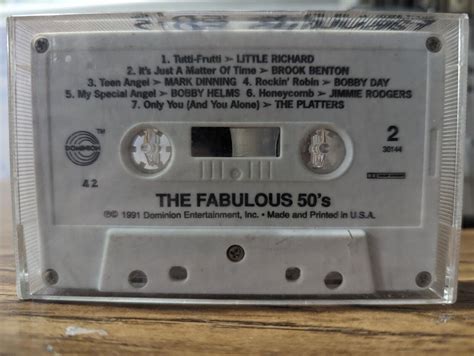 1. Tutti-Frutti ➢ LITTLE RICHARD
2. It's Just A Matter Of Time ➢ BROOK BENTON
3. Teen Angel ➢ MARK DINNING 4. Rockin' Robin ➢ BOBBY DAY
5. My Special Angel ➢ BOBBY HELMS 6. Honeycomb ➢ JIMMIE RODGERS
7. Only You (And You Alone) ➢ THE PLATTERS
DOMINION
TM
2
30144
42
THE FABULOUS 50's
℗© 1991 Dominion Entertainment, Inc. • Made and Printed in U.S.A.